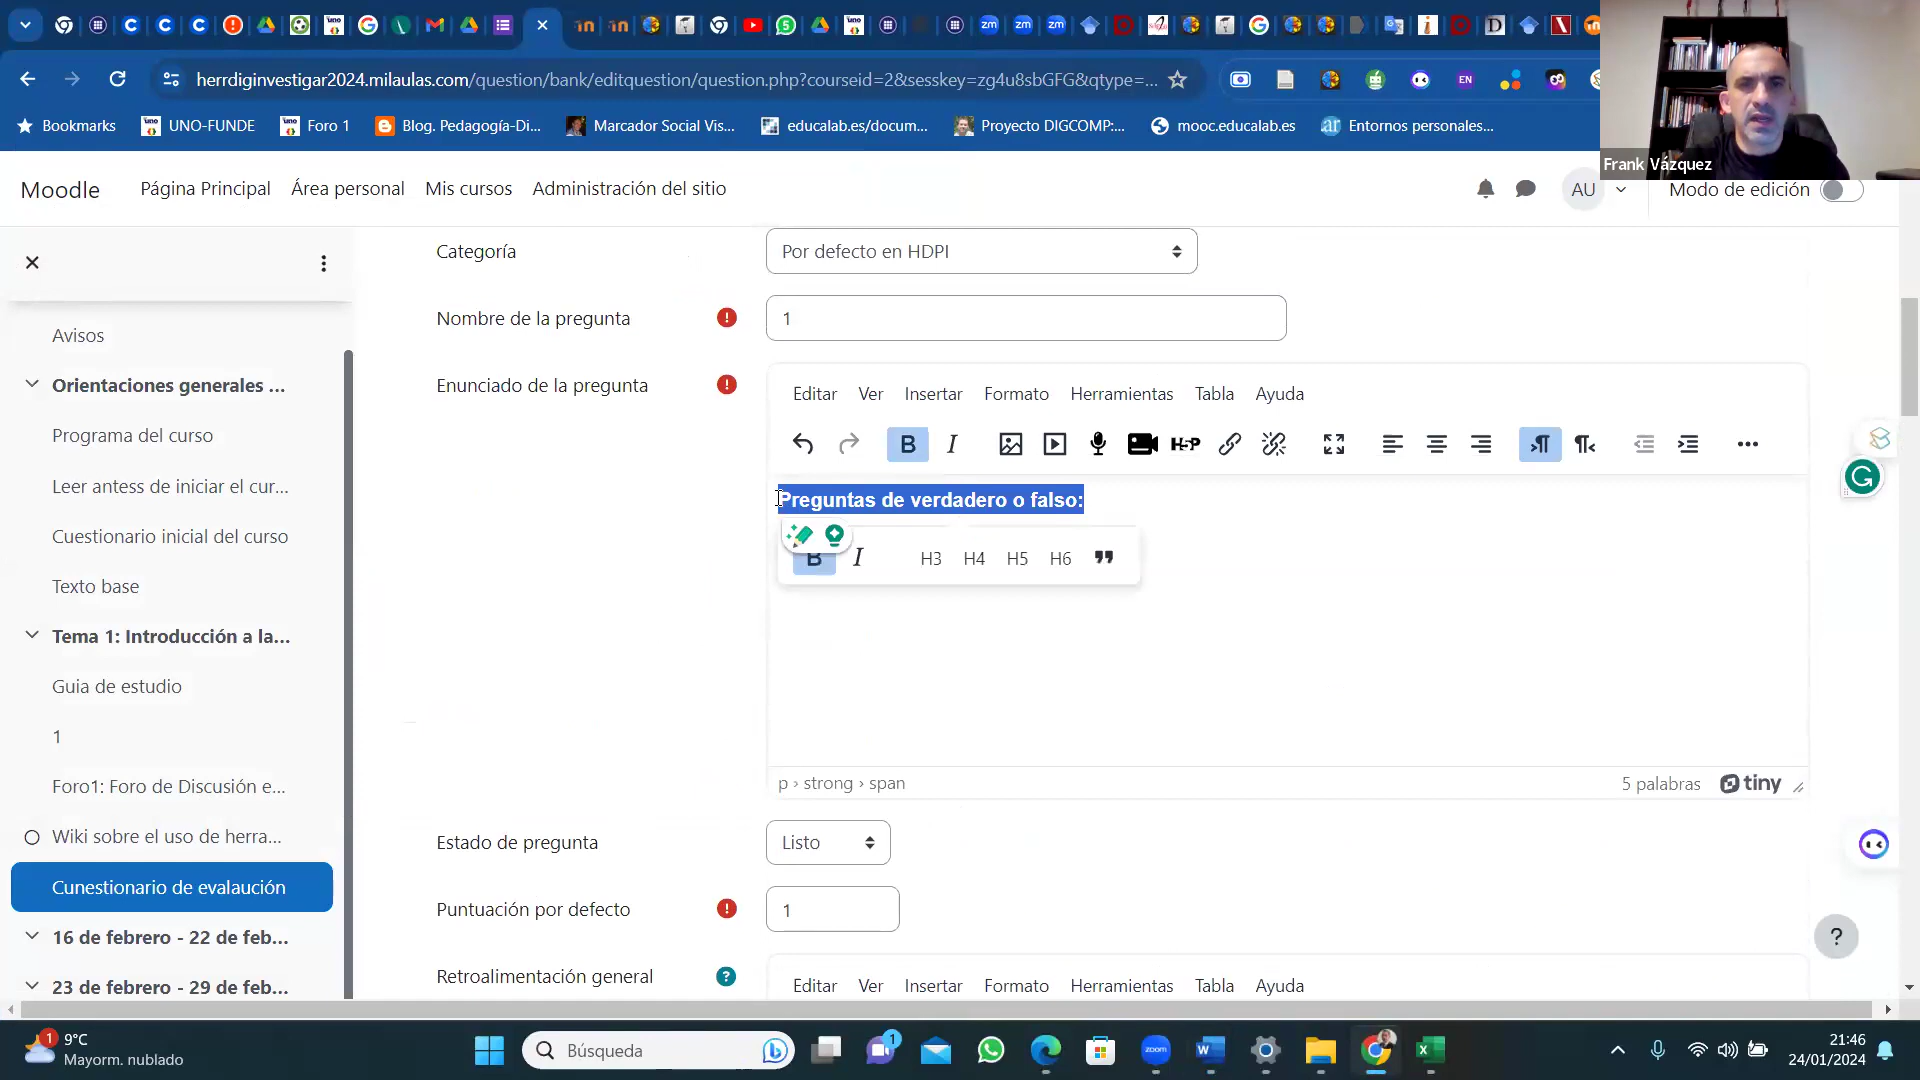 herrdiginvestigar2024.milaulas.com/question/bank/editquestion/question.php?courseid=2&sesskey=zg4u8sbGFG&qtype=...
Bookmarks
UNO-FUNDE
Foro 1
Blog. Pedagogía-Di...
Marcador Social Vis...
educalab.es/docum...
Proyecto DIGCOMP:...
mooc.educalab.es
Entornos personales...
Frank Vázquez
Moodle
Página Principal
Área personal
Mis cursos
Administración del sitio
AU
Modo de edición
Avisos
Orientaciones generales ...
Programa del curso
Leer antess de iniciar el cur...
Cuestionario inicial del curso
Texto base
Tema 1: Introducción a la...
Guia de estudio
1
Foro1: Foro de Discusión e...
Wiki sobre el uso de herra...
Cunestionario de evalaución
16 de febrero - 22 de feb...
23 de febrero - 29 de feb...
Categoría
Por defecto en HDPI
Nombre de la pregunta
1
Enunciado de la pregunta
Editar Ver Insertar Formato Herramientas Tabla Ayuda
B I H5P
Preguntas de verdadero o falso:
B I H3 H4 H5 H6
p › strong › span
5 palabras
tiny
Estado de pregunta
Listo
Puntuación por defecto
1
Retroalimentación general
Editar Ver Insertar Formato Herramientas Tabla Ayuda
9°C
Mayorm. nublado
Búsqueda
21:46
24/01/2024